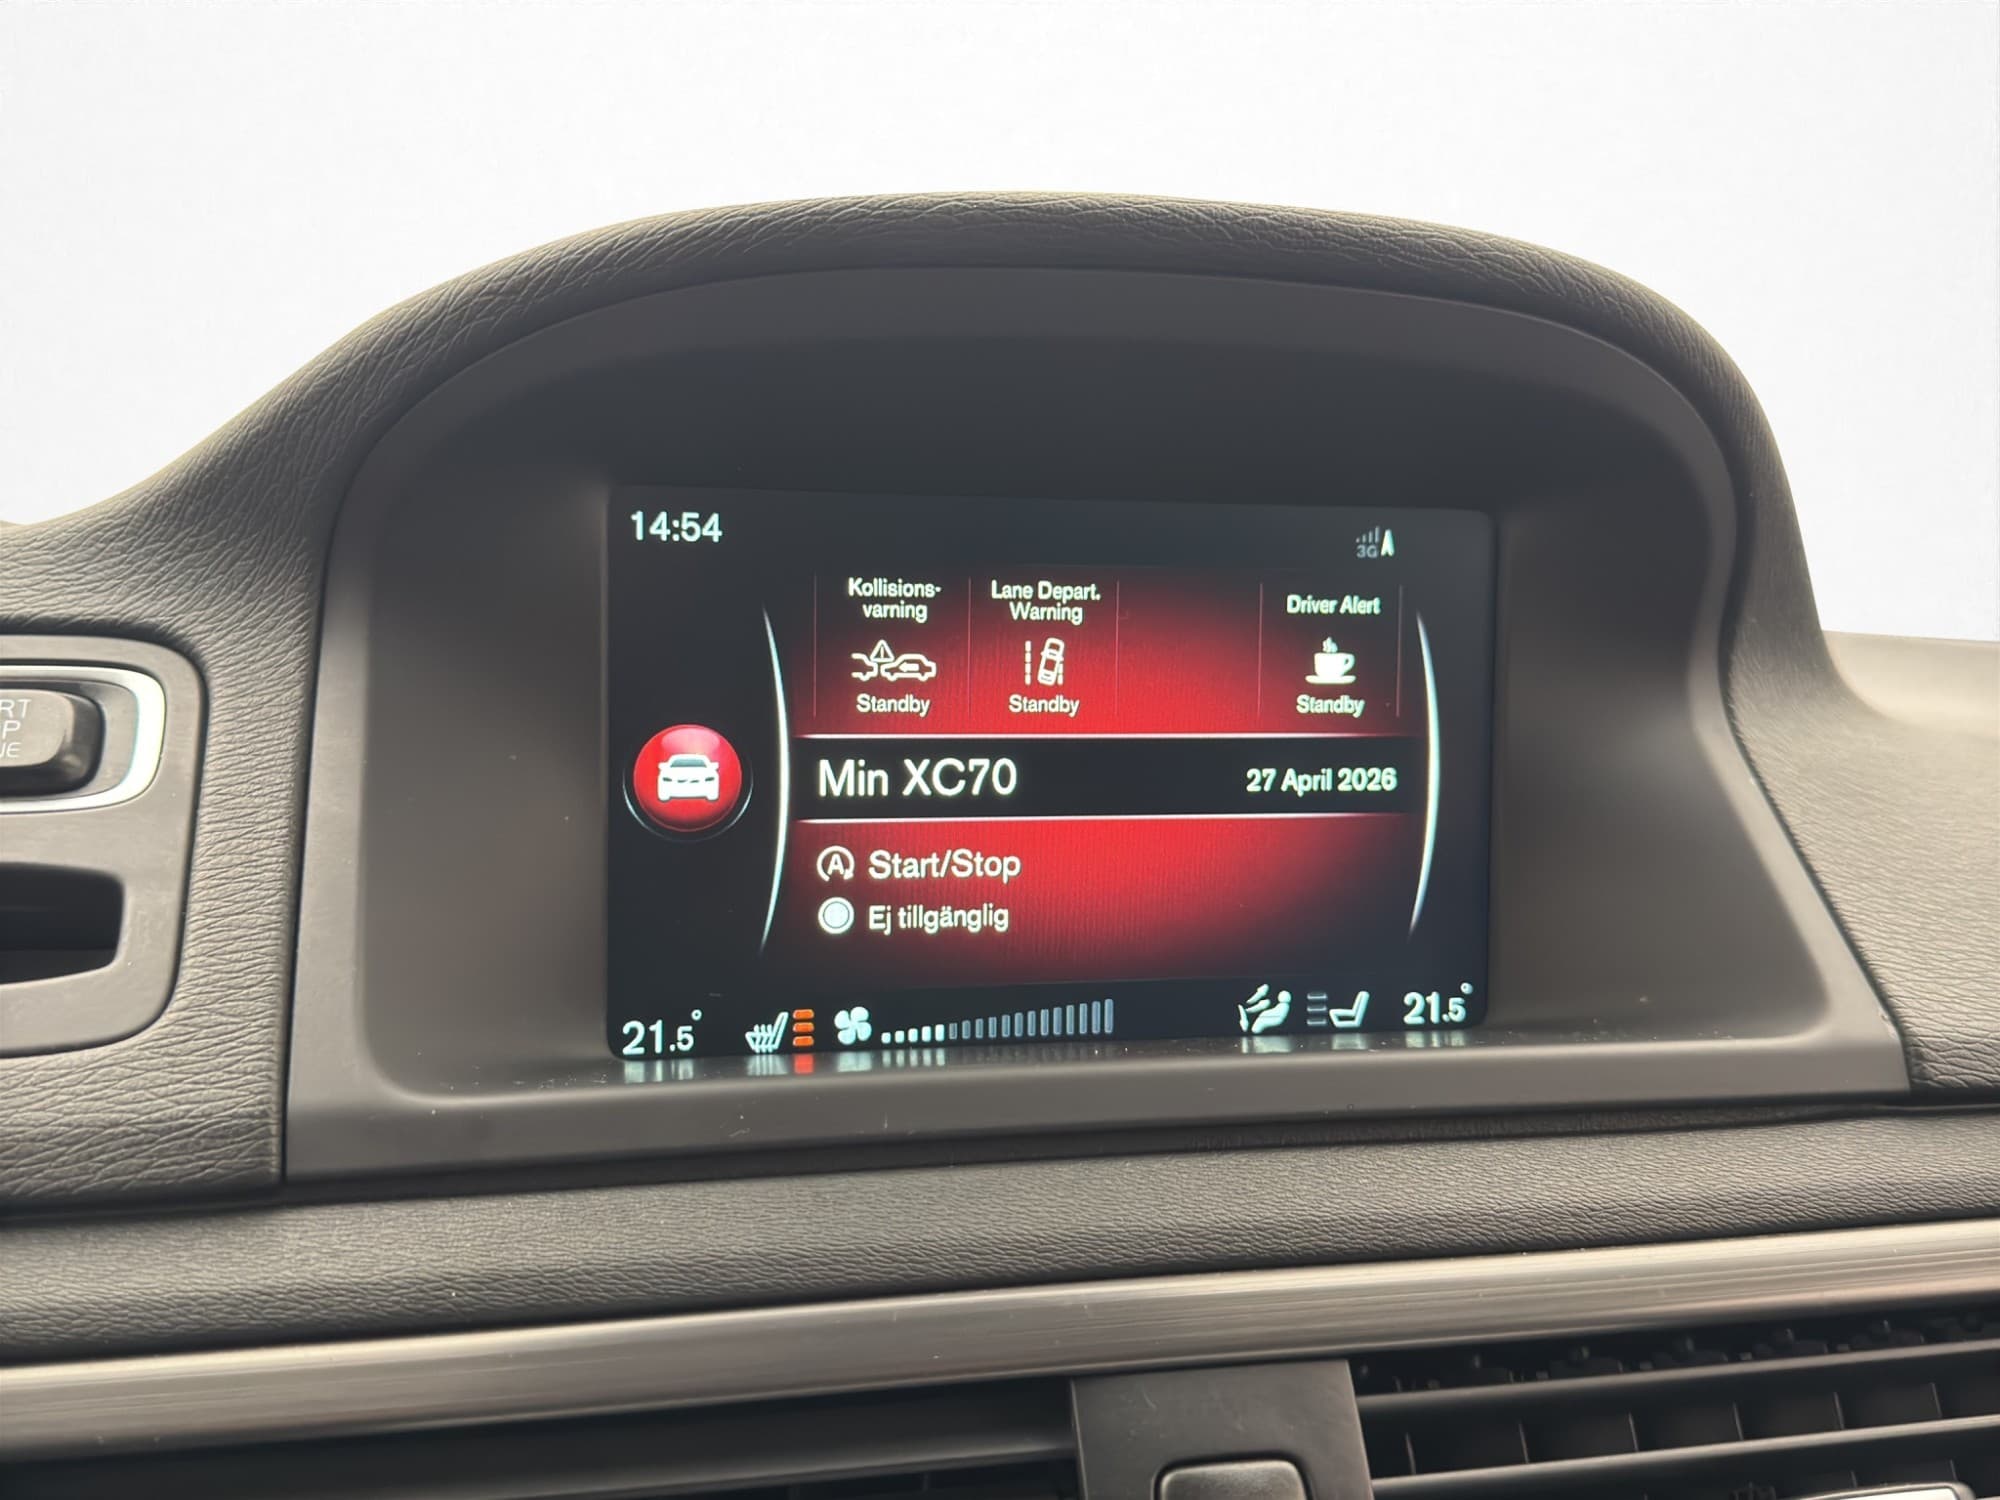 14:54
3G
Kollisions-
varning
Standby
Lane Depart.
Warning
Standby
Driver Alert
Standby
Min XC70
27 April 2026
A
Start/Stop
Ej tillgänglig
21.5°
21.5°